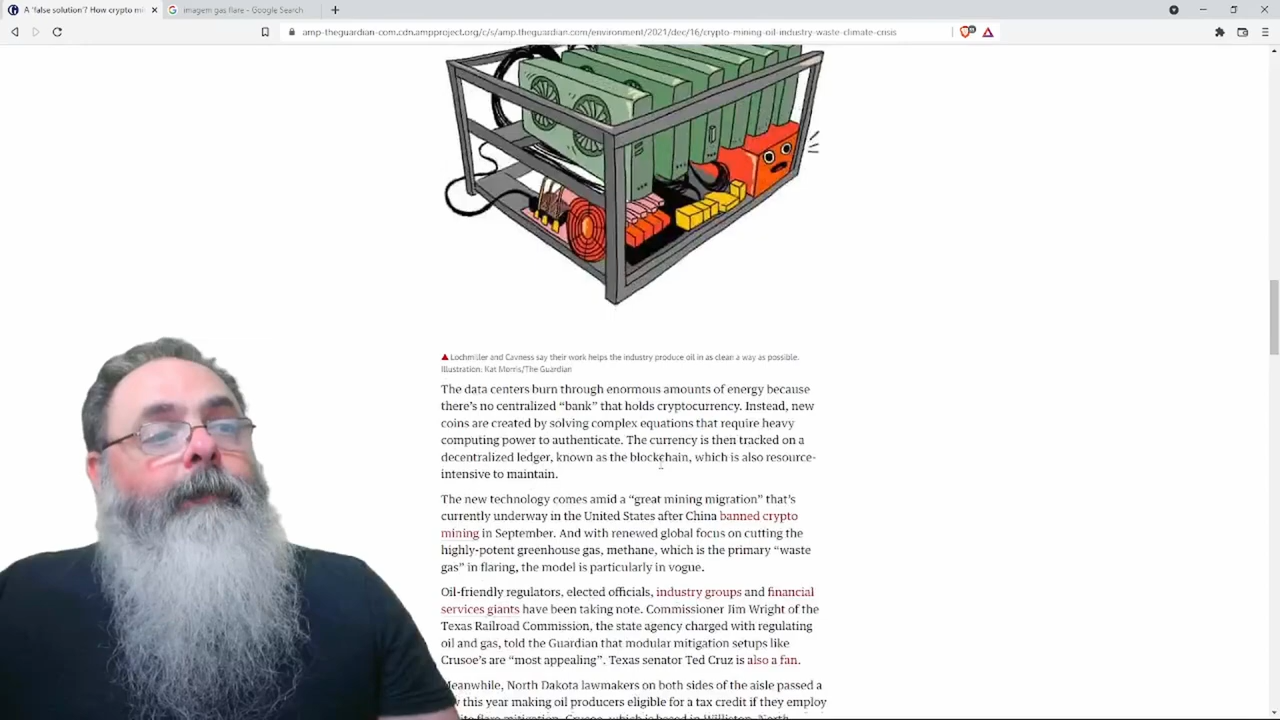 A 'false solution'? How crypto mi
imagem gas flare - Google Search
amp-theguardian-com.cdn.ampproject.org/c/s/amp.theguardian.com/environment/2021/dec/16/crypto-mining-oil-industry-waste-climate-crisis
Lochmiller and Cavness say their work helps the industry produce oil in as clean a way as possible.
Illustration: Kat Morris/The Guardian
The data centers burn through enormous amounts of energy because
there's no centralized “bank” that holds cryptocurrency. Instead, new
coins are created by solving complex equations that require heavy
computing power to authenticate. The currency is then tracked on a
decentralized ledger, known as the blockchain, which is also resource-
intensive to maintain.
The new technology comes amid a “great mining migration” that's
currently underway in the United States after China banned crypto
mining in September. And with renewed global focus on cutting the
highly-potent greenhouse gas, methane, which is the primary “waste
gas” in flaring, the model is particularly in vogue.
Oil-friendly regulators, elected officials, industry groups and financial
services giants have been taking note. Commissioner Jim Wright of the
Texas Railroad Commission, the state agency charged with regulating
oil and gas, told the Guardian that modular mitigation setups like
Crusoe's are “most appealing”. Texas senator Ted Cruz is also a fan.
Meanwhile, North Dakota lawmakers on both sides of the aisle passed a
this year making oil producers eligible for a tax credit if they employ
flare mitigation. Crusoe, which is based in Williston, North